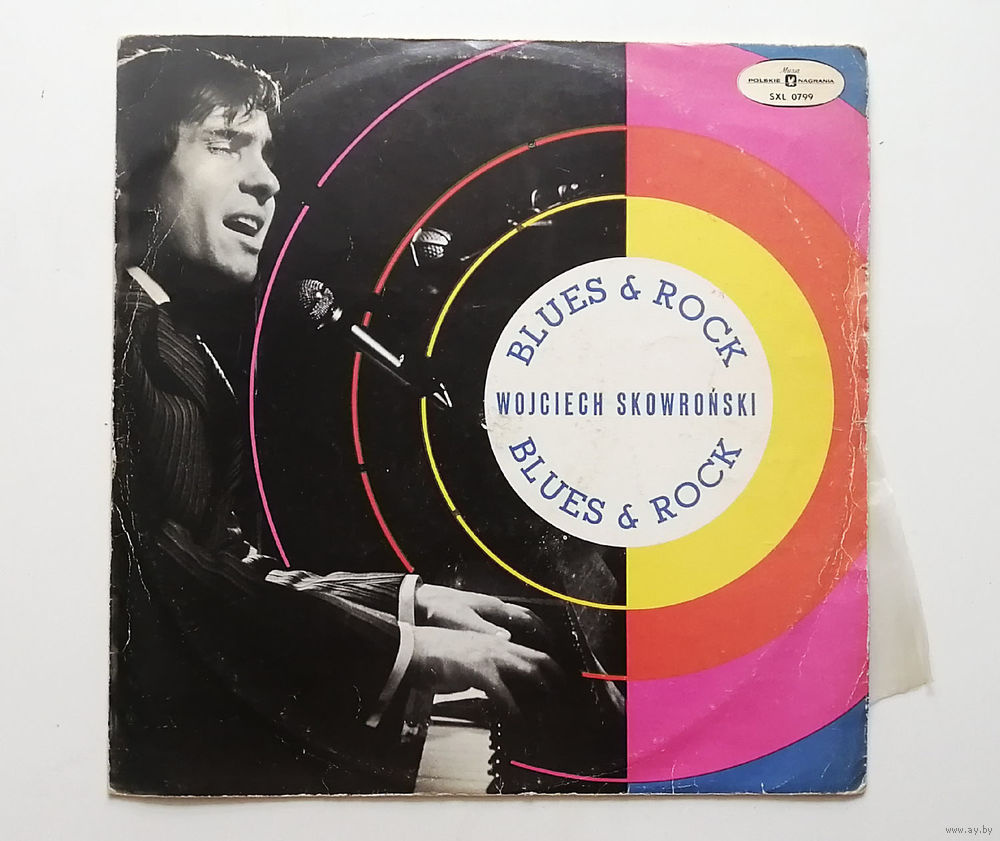 Muza
POLSKIE NAGRANIA
SXL 0799
BLUES & ROCK
WOJCIECH SKOWROŃSKI
BLUES & ROCK
www.ay.by